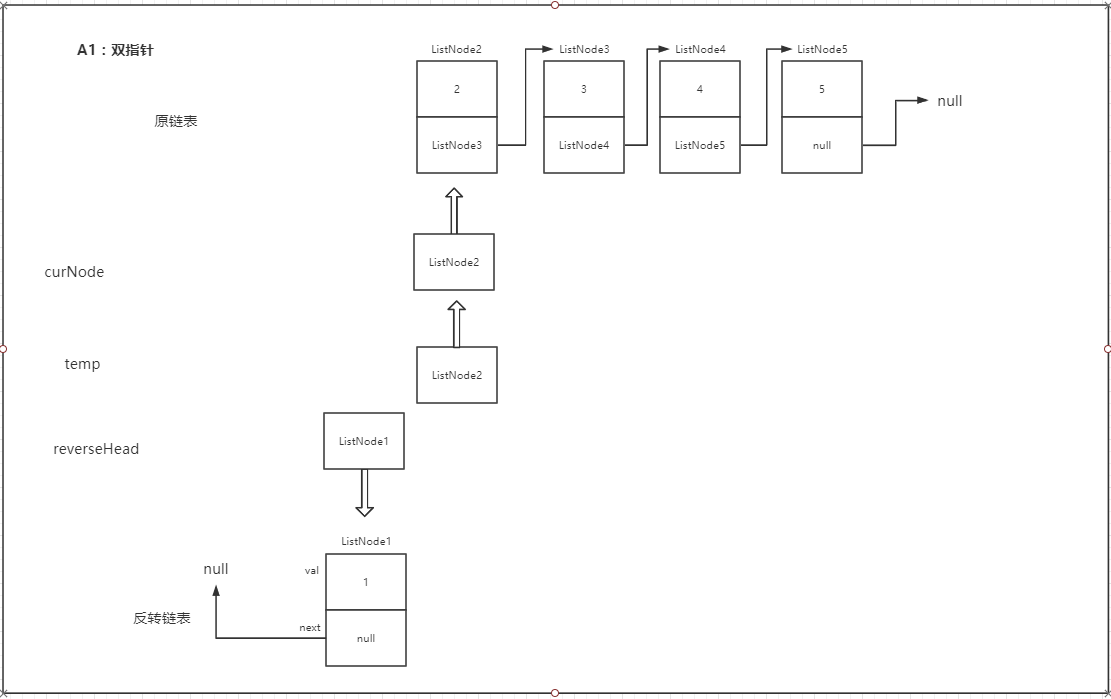 A1：双指针
ListNode2
ListNode3
ListNode4
ListNode5
原链表
2
3
4
5
null
ListNode3
ListNode4
ListNode5
null
curNode
ListNode2
temp
ListNode2
reverseHead
ListNode1
ListNode1
null
val
1
反转链表
next
null